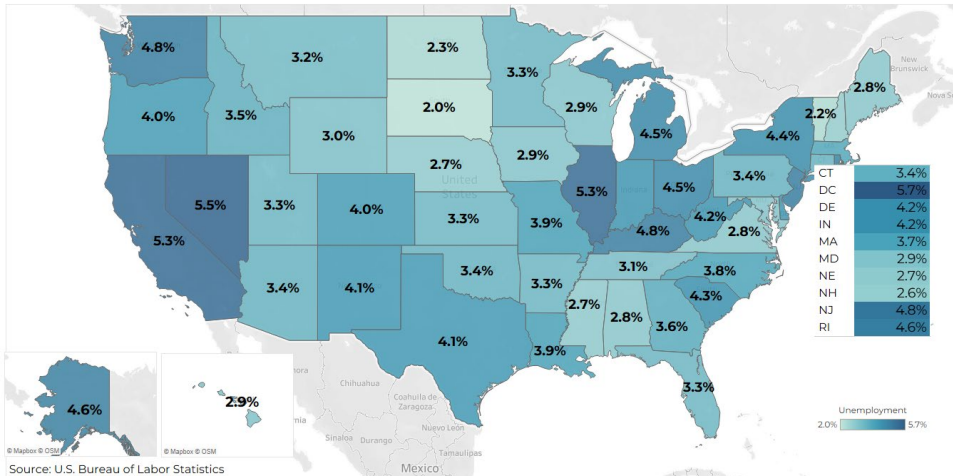 4.8%
3.2%
2.3%
3.3%
2.8%
New
Brunswick
Nova Sc
4.0%
3.5%
2.0%
2.9%
2.2%
3.0%
4.5%
4.4%
2.7%
United
States
2.9%
3.4%
5.5%
3.3%
4.0%
5.3%
4.5%
5.3%
3.3%
3.9%
4.8%
4.2%
2.8%
3.4%
4.1%
3.4%
3.3%
3.1%
3.8%
4.3%
2.7%
2.8%
3.6%
4.1%
3.9%
3.3%
CT 3.4%
DC 5.7%
DE 4.2%
IN 4.2%
MA 3.7%
MD 2.9%
NE 2.7%
NH 2.6%
NJ 4.8%
RI 4.6%
4.6%
© Mapbox © OSM
2.9%
© Mapbox © OSM
Chihuahua
Coahuila de
Zaragoza
Nuevo León
Sinaloa
Durango
Tamaulipas
Mexico
Unemployment
2.0% 5.7%
Source: U.S. Bureau of Labor Statistics